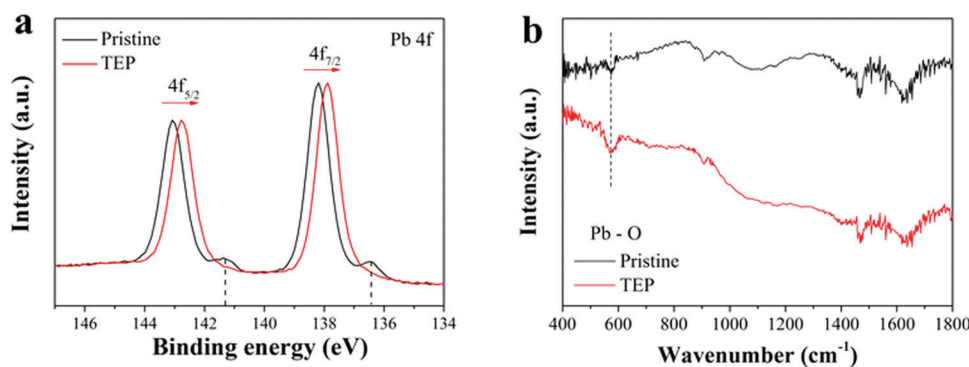 a
Pristine
TEP
Pb 4f
4f5/2
4f7/2
Intensity (a.u.)
146 144 142 140 138 136 134
Binding energy (eV)
b
Intensity (a.u.)
Pb - O
Pristine
TEP
400 600 800 1000 1200 1400 1600 1800
Wavenumber (cm-1)